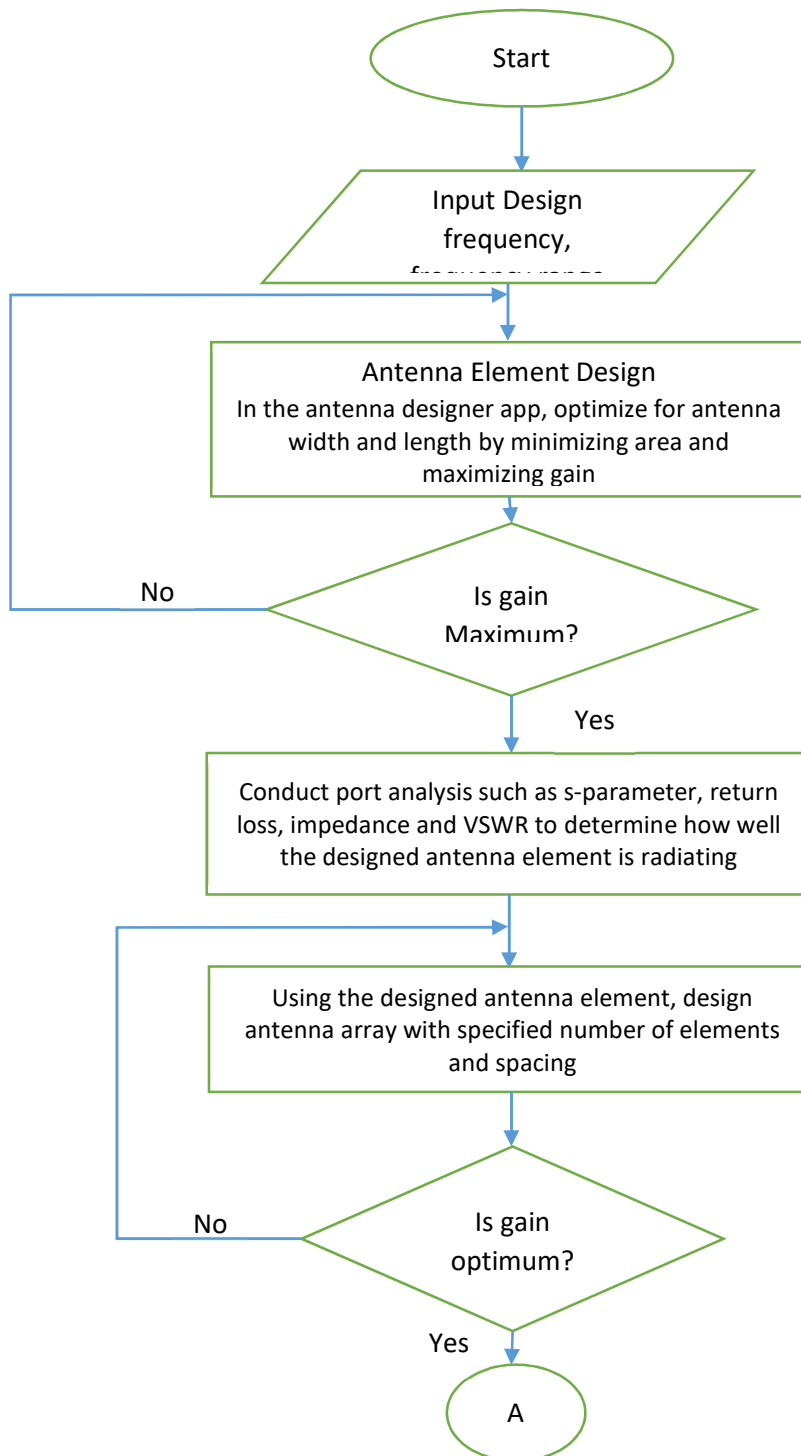 Start
Input Design
frequency,
frequency range
Antenna Element Design
In the antenna designer app, optimize for antenna
width and length by minimizing area and
maximizing gain
No
Is gain
Maximum?
Yes
Conduct port analysis such as s-parameter, return
loss, impedance and VSWR to determine how well
the designed antenna element is radiating
Using the designed antenna element, design
antenna array with specified number of elements
and spacing
No
Is gain
optimum?
Yes
A